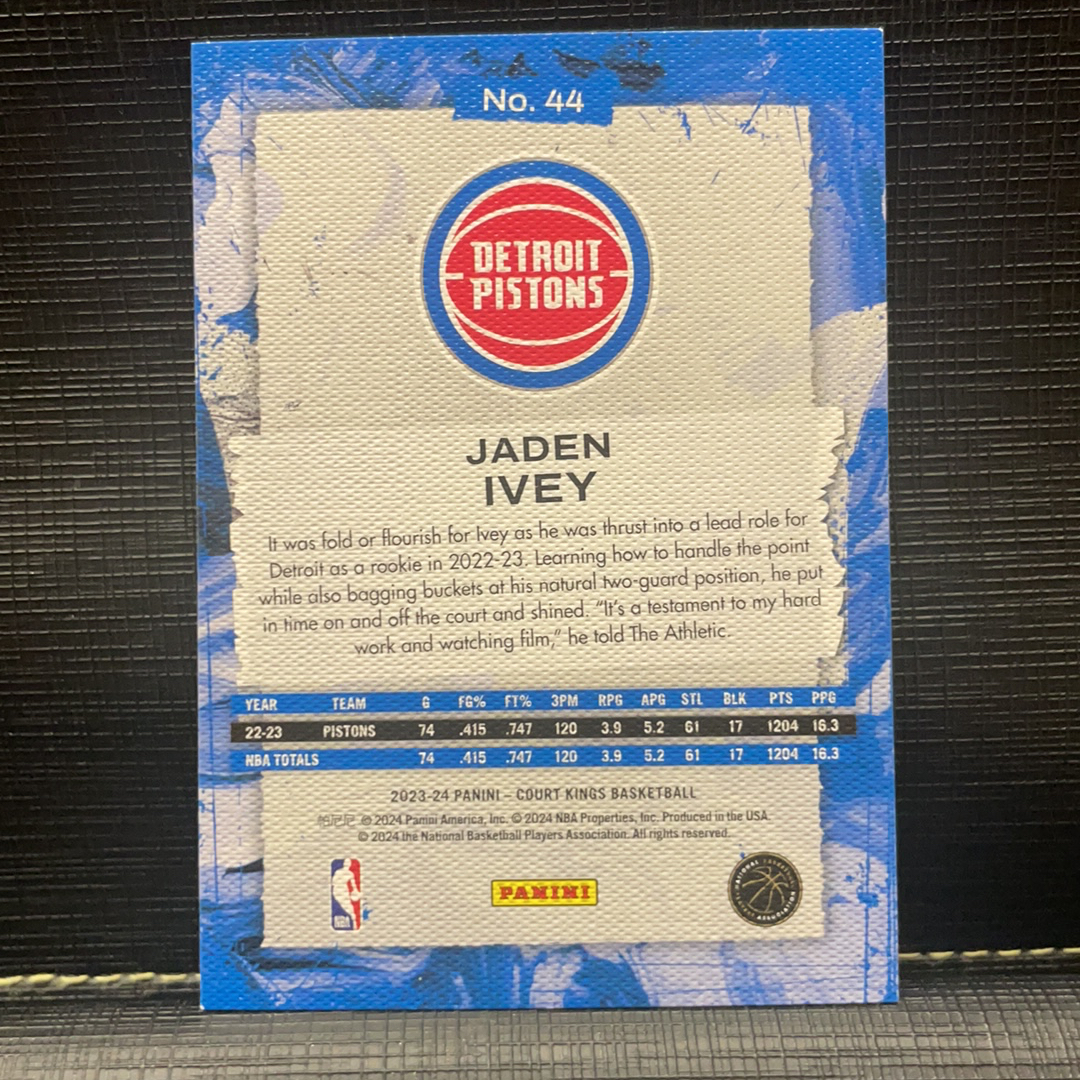 No. 44
DETROIT
PISTONS
JADEN
IVEY
It was fold or flourish for Ivey as he was thrust into a lead role for
Detroit as a rookie in 2022-23. Learning how to handle the point
while also bagging buckets at his natural two-guard position, he put
in time on and off the court and shined. “It’s a testament to my hard
work and watching film,” he told The Athletic.
YEAR TEAM G FG% FT% 3PM RPG APG STL BLK PTS PPG
22-23 PISTONS 74 .415 .747 120 3.9 5.2 61 17 1204 16.3
NBA TOTALS 74 .415 .747 120 3.9 5.2 61 17 1204 16.3
2023-24 PANINI – COURT KINGS BASKETBALL
© 2024 Panini America, Inc. © 2024 NBA Properties, Inc. Produced in the USA.
© 2024 the National Basketball Players Association. All rights reserved.
NBA
PANINI
NATIONAL BASKETBALL
ASSOCIATION